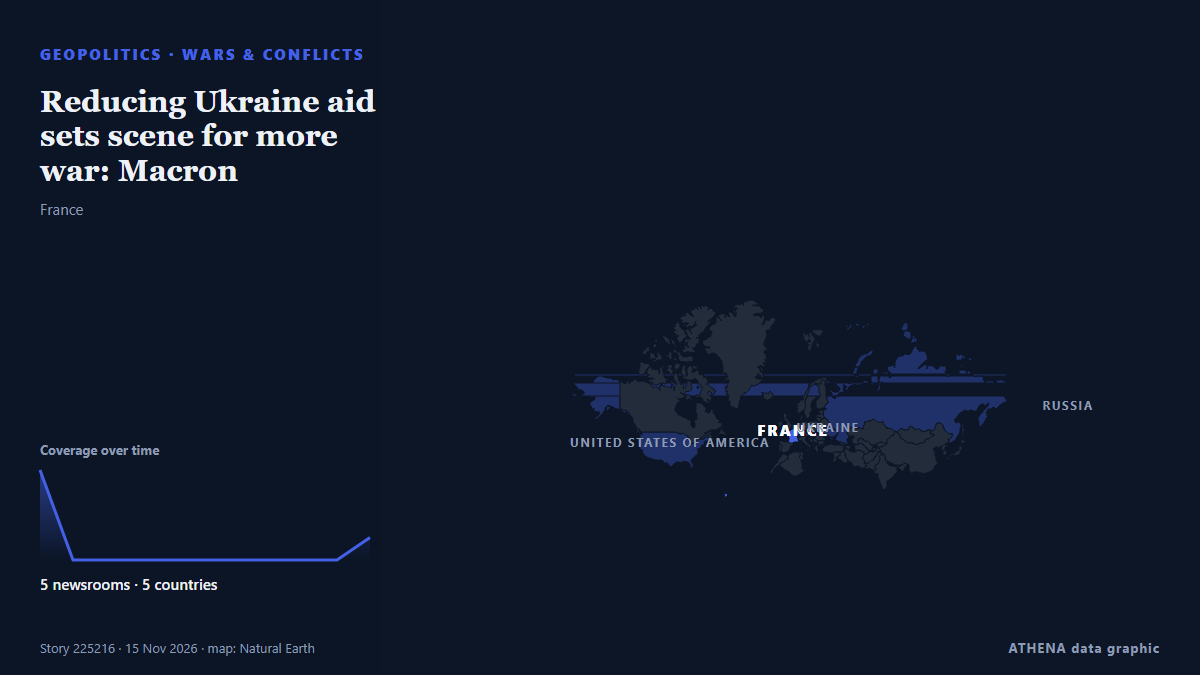 GEOPOLITICS · WARS & CONFLICTS
Reducing Ukraine aid
sets scene for more
war: Macron
France
RUSSIA
FRANCE
UKRAINE
UNITED STATES OF AMERICA
Coverage over time
5 newsrooms · 5 countries
Story 225216 · 15 Nov 2026 · map: Natural Earth
ATHENA data graphic